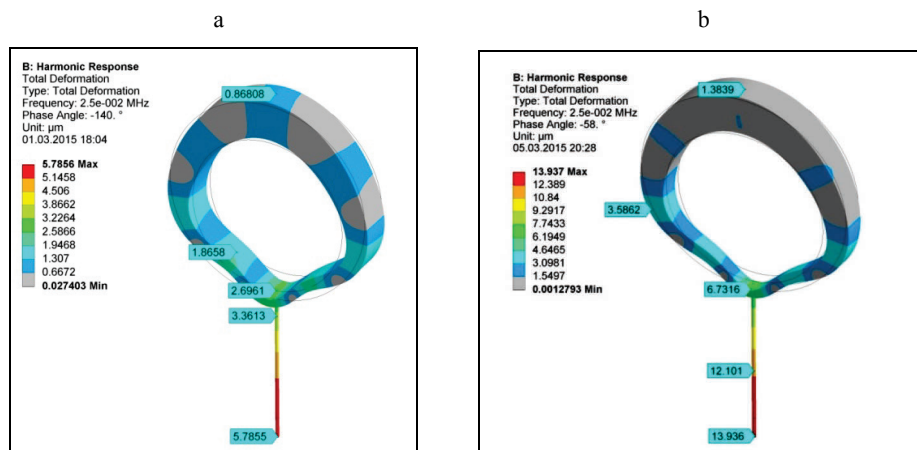 a
B: Harmonic Response
Total Deformation
Type: Total Deformation
Frequency: 2.5e-002 MHz
Phase Angle: -140. °
Unit: µm
01.03.2015 18:04
5.7856 Max
5.1458
4.506
3.8662
3.2264
2.5866
1.9468
1.307
0.6672
0.027403 Min
0.86808
1.8658
2.6961
3.3613
5.7855
b
B: Harmonic Response
Total Deformation
Type: Total Deformation
Frequency: 2.5e-002 MHz
Phase Angle: -58. °
Unit: µm
05.03.2015 20:28
13.937 Max
12.389
10.84
9.2917
7.7433
6.1949
4.6465
3.0981
1.5497
0.0012793 Min
1.3839
3.5862
6.7316
12.101
13.936